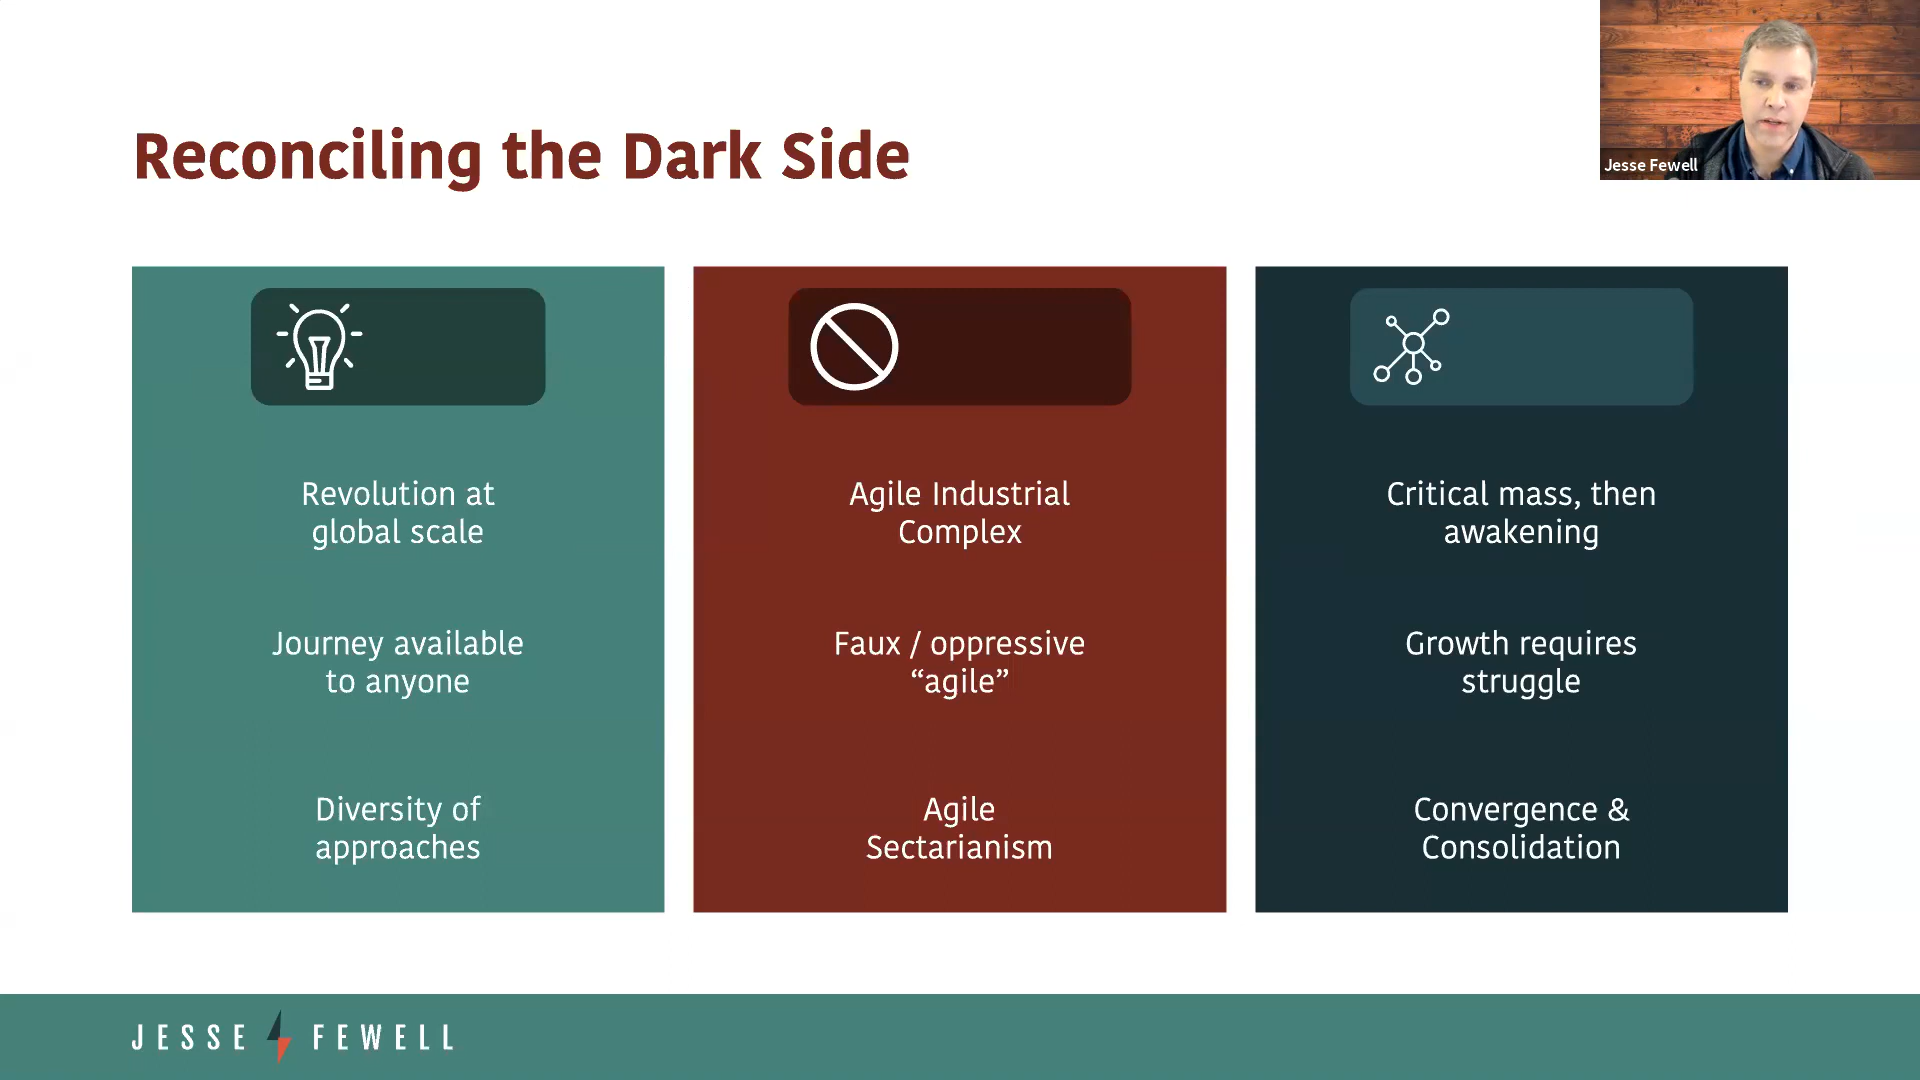 Reconciling the Dark Side
Jesse Fewell
Revolution at
global scale
Journey available
to anyone
Diversity of
approaches
Agile Industrial
Complex
Faux / oppressive
“agile”
Agile
Sectarianism
Critical mass, then
awakening
Growth requires
struggle
Convergence &
Consolidation
JESSE FEWELL